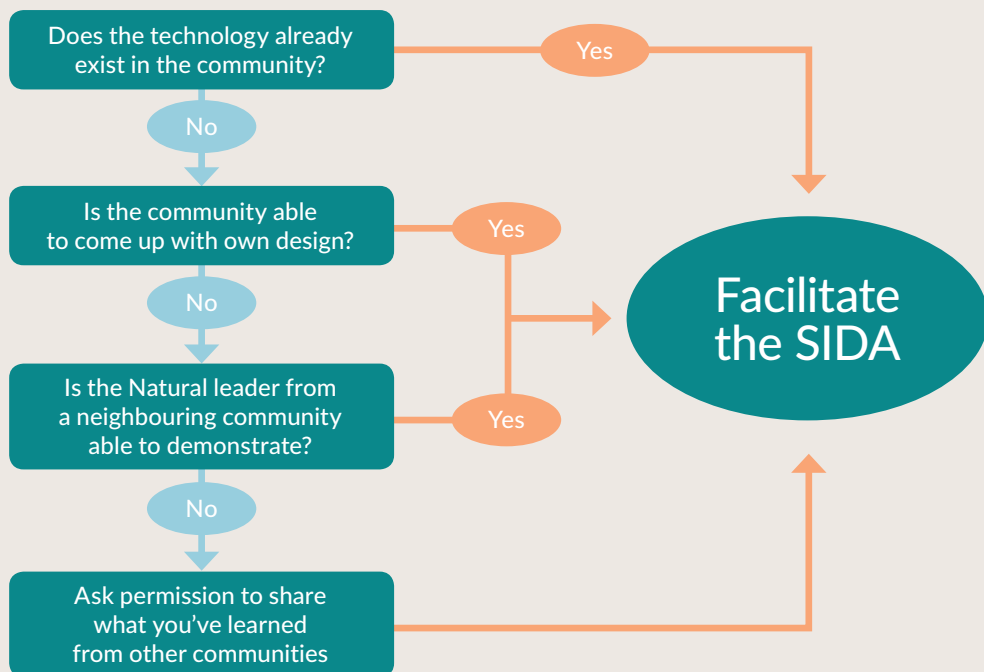 Does the technology already
exist in the community?
Yes
No
Is the community able
to come up with own design?
Yes
No
Facilitate
the SIDA
Is the Natural leader from
a neighbouring community
able to demonstrate?
Yes
No
Ask permission to share
what you've learned
from other communities